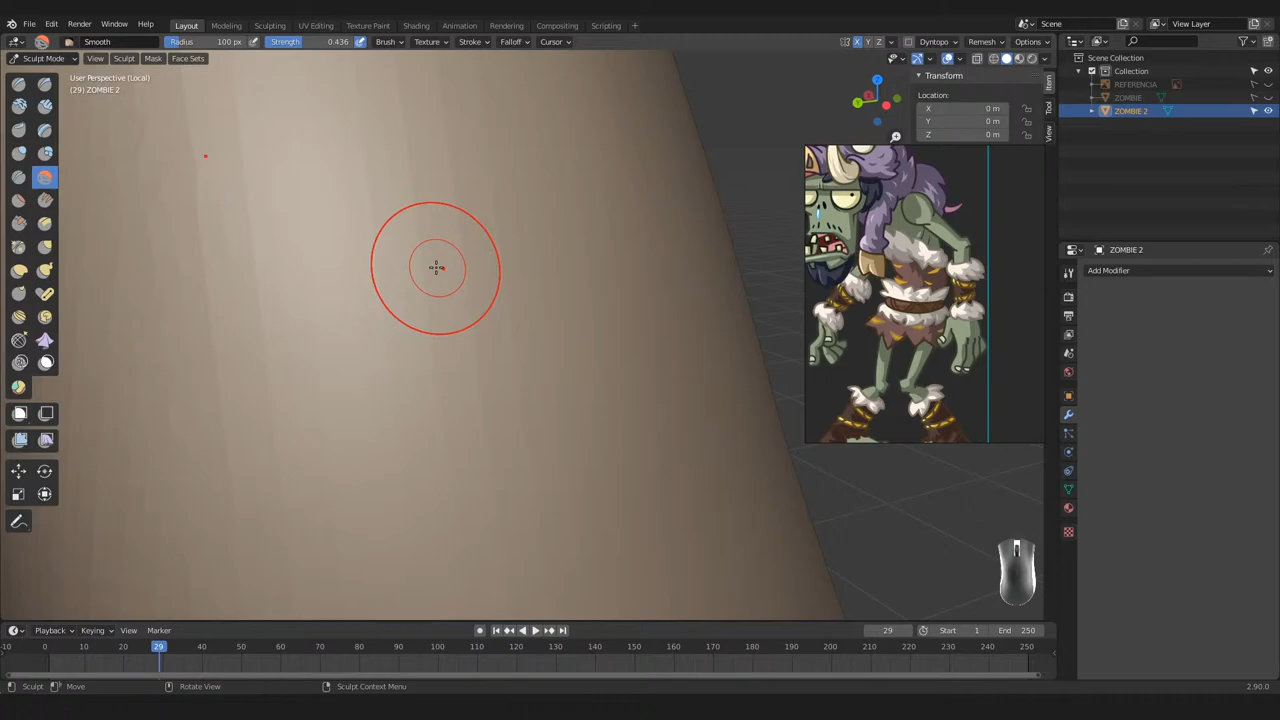 File Edit Render Window Help Layout Modeling Sculpting UV Editing Texture Paint Shading Animation Rendering Compositing Scripting + Scene View Layer
Smooth Radius 100 px Strength 0.436 Brush Texture Stroke Falloff Cursor X Y Z Dyntopo Remesh Options
Sculpt Mode View Sculpt Mask Face Sets
User Perspective (Local)
(29) ZOMBIE 2
Transform
Location:
X 0 m
Y 0 m
Z 0 m
Item
Tool
View
Scene Collection
Collection
REFERENCIA
ZOMBIE
ZOMBIE 2
ZOMBIE 2
Add Modifier
Playback Keying View Marker 29 Start 1 End 250
-10 0 10 20 29 40 50 60 70 80 90 100 110 120 130 140 150 160 170 180 190 200 210 220 230 240 250
Sculpt Move Rotate View Sculpt Context Menu 2.90.0